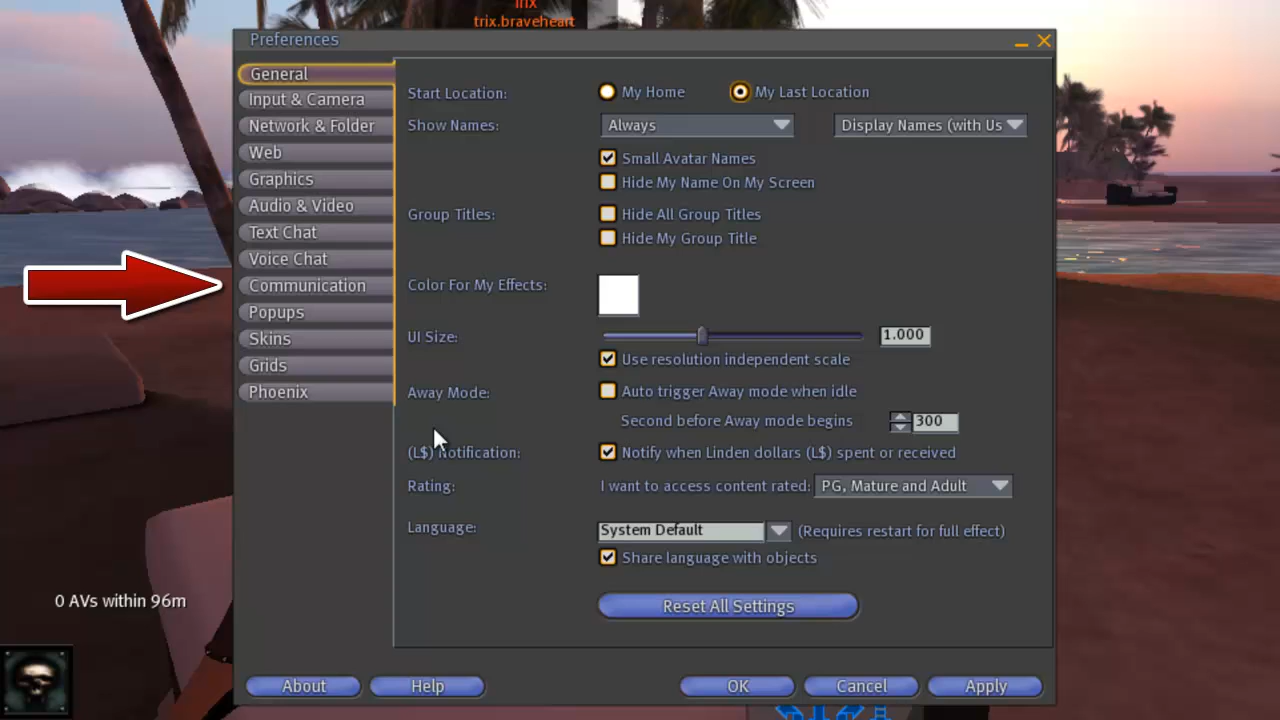 Trix
trix.braveheart
Preferences
General
Input & Camera
Network & Folder
Web
Graphics
Audio & Video
Text Chat
Voice Chat
Communication
Popups
Skins
Grids
Phoenix
Start Location: My Home My Last Location
Show Names: Always Display Names (with Us
Small Avatar Names
Hide My Name On My Screen
Group Titles: Hide All Group Titles
Hide My Group Title
Color For My Effects:
UI Size: 1.000
Use resolution independent scale
Away Mode: Auto trigger Away mode when idle
Second before Away mode begins 300
(L$) Notification: Notify when Linden dollars (L$) spent or received
Rating: I want to access content rated: PG, Mature and Adult
Language: System Default (Requires restart for full effect)
Share language with objects
Reset All Settings
0 AVs within 96m
About Help OK Cancel Apply